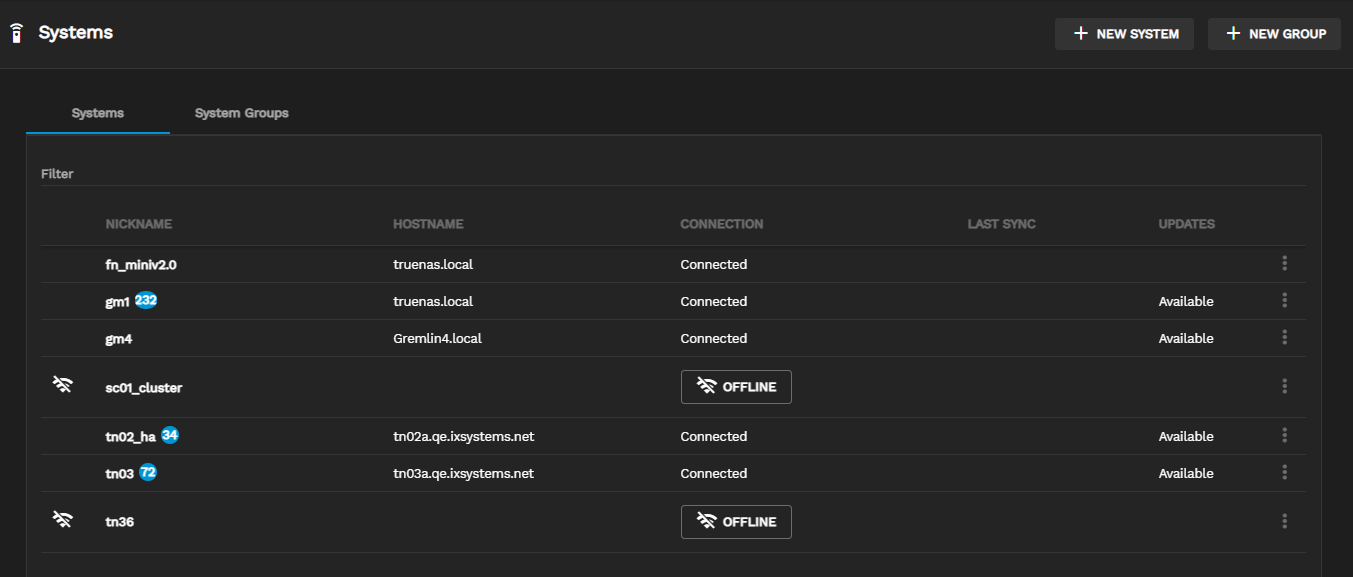 Systems
NEW SYSTEM NEW GROUP
Systems System Groups
Filter
NICKNAME HOSTNAME CONNECTION LAST SYNC UPDATES
fn_miniv2.0 truenas.local Connected
gm1 232 truenas.local Connected Available
gm4 Gremlin4.local Connected Available
sc01_cluster OFFLINE
tn02_ha 34 tn02a.qe.ixsystems.net Connected Available
tn03 72 tn03a.qe.ixsystems.net Connected Available
tn36 OFFLINE